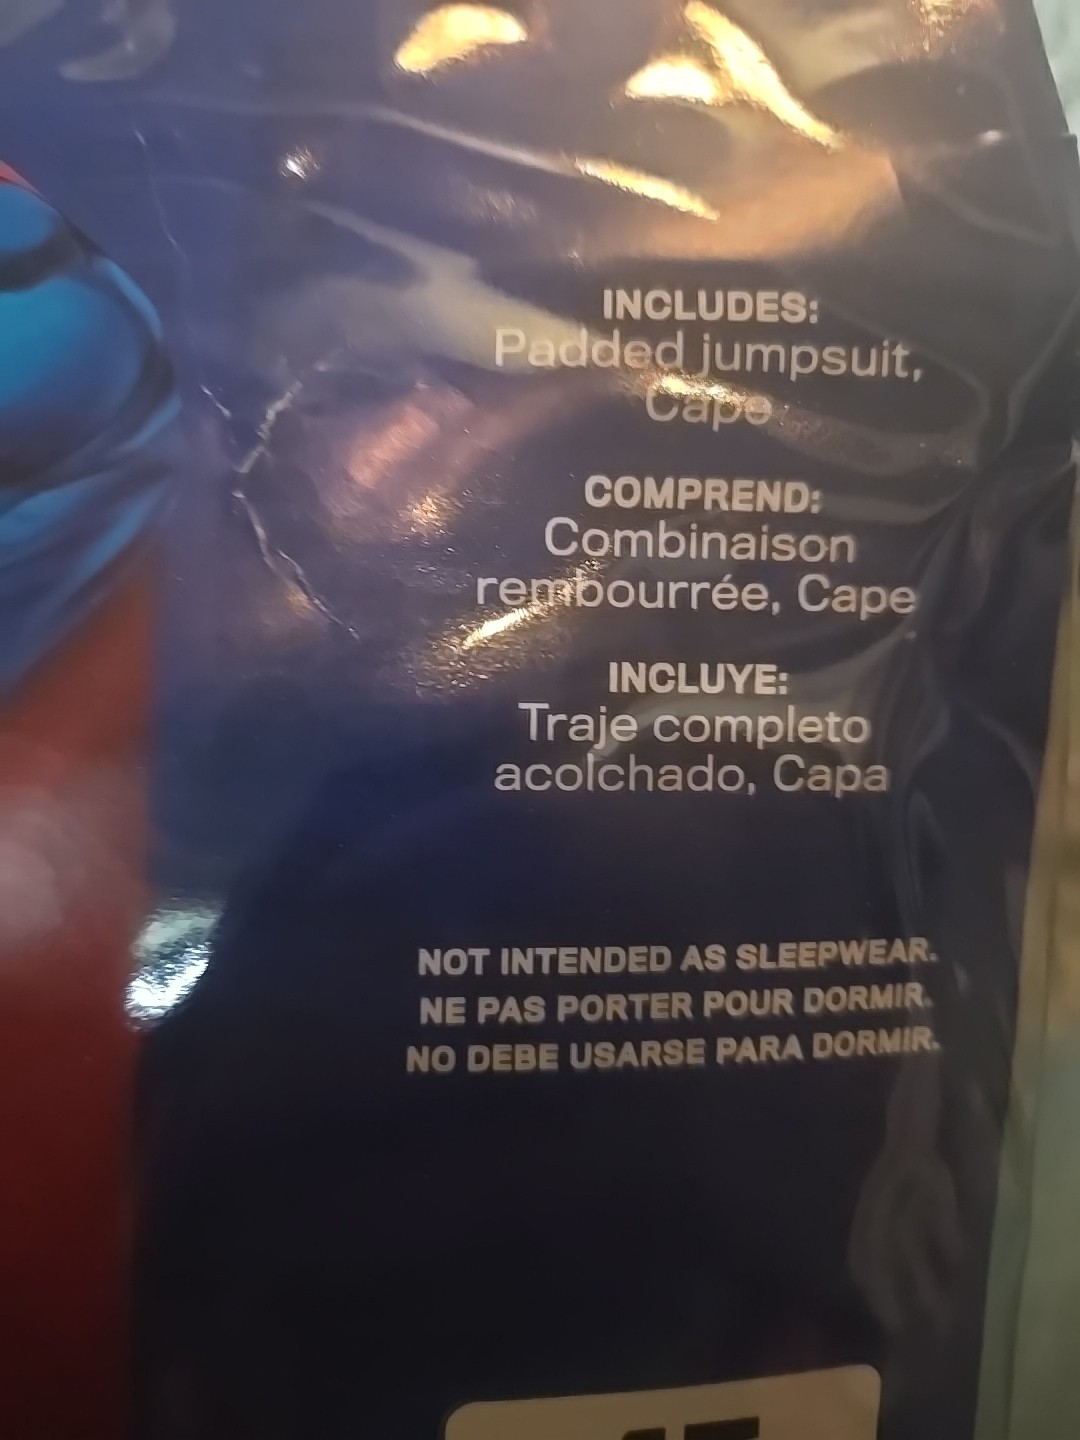 INCLUDES:
Padded jumpsuit,
Cape
COMPREND:
Combinaison
rembourrée, Cape
INCLUYE:
Traje completo
acolchado, Capa
NOT INTENDED AS SLEEPWEAR.
NE PAS PORTER POUR DORMIR.
NO DEBE USARSE PARA DORMIR.